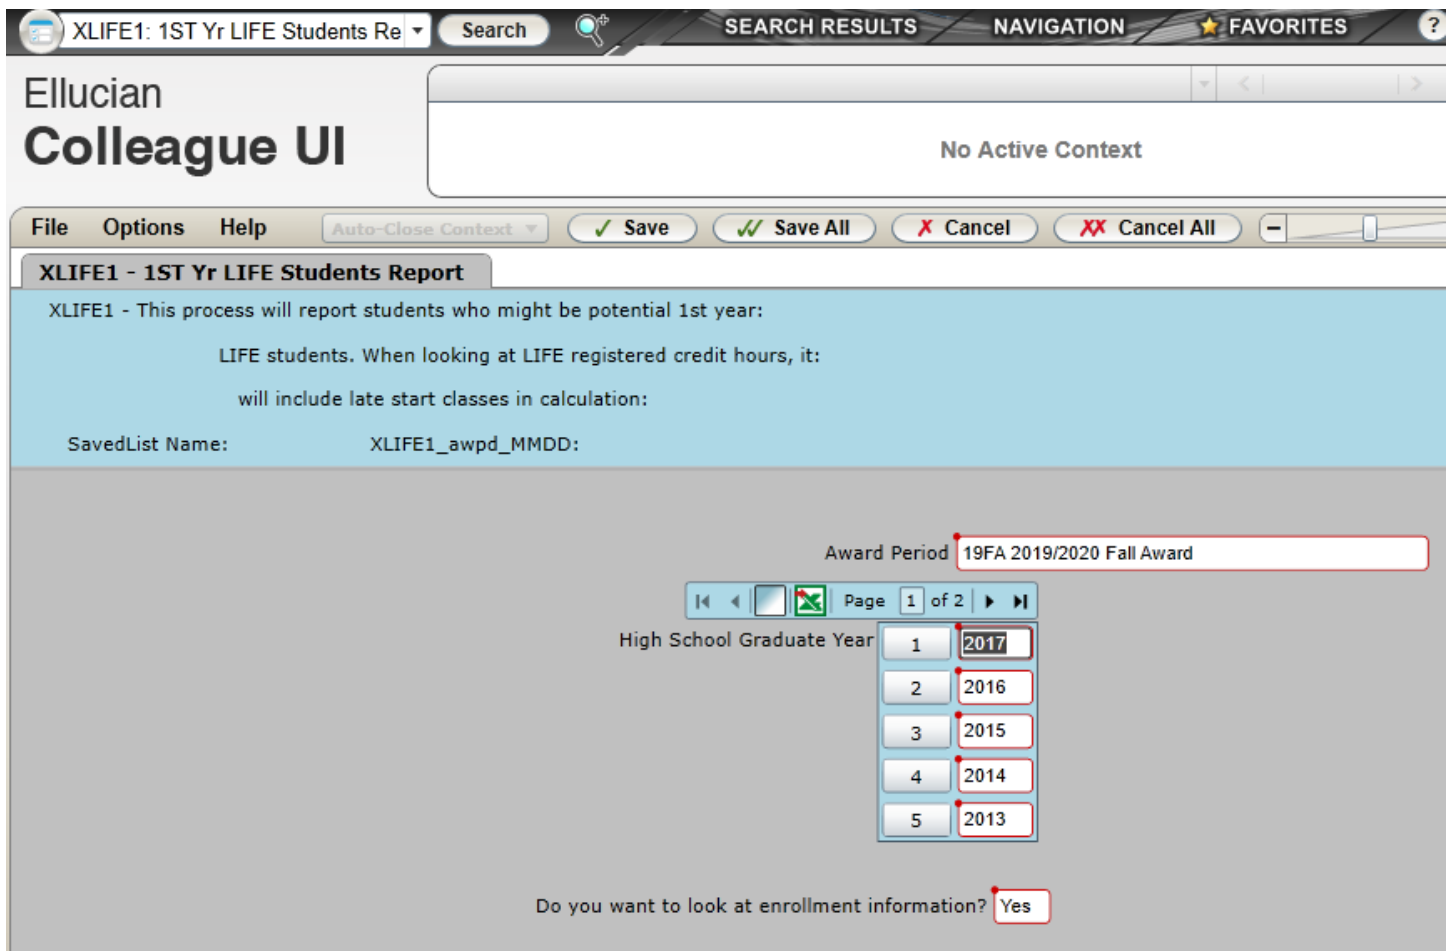 XLIFE1: 1ST Yr LIFE Students Re Search SEARCH RESULTS NAVIGATION FAVORITES ?
Ellucian
Colleague UI
No Active Context
File Options Help Auto-Close Context Save Save All Cancel Cancel All
XLIFE1 - 1ST Yr LIFE Students Report
XLIFE1 - This process will report students who might be potential 1st year:
LIFE students. When looking at LIFE registered credit hours, it:
will include late start classes in calculation:
SavedList Name: XLIFE1_awpd_MMDD:
Award Period 19FA 2019/2020 Fall Award
Page 1 of 2
High School Graduate Year 1 2017
2 2016
3 2015
4 2014
5 2013
Do you want to look at enrollment information? Yes